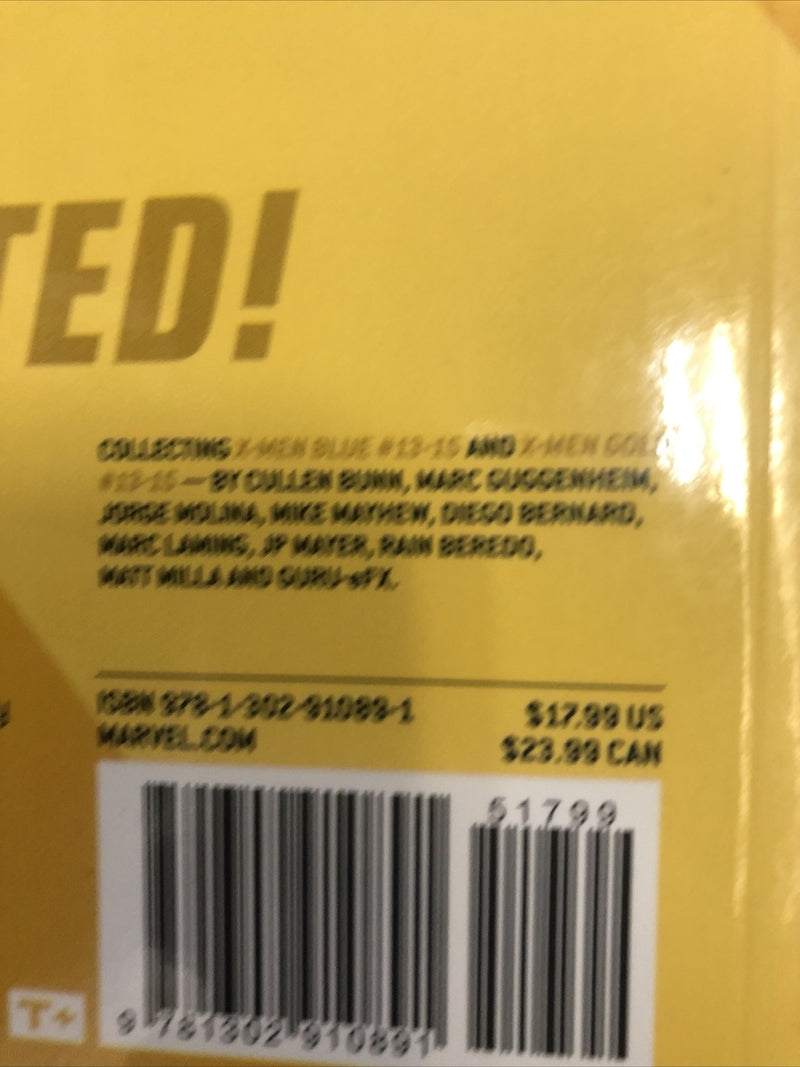 TED!
COLLECTING X-MEN BLUE #13-15 AND X-MEN GOL
#13-15 — BY CULLEN BUNN, MARC GUGGENHEIM,
JORGE MOLINA, MIKE MAYHEW, DIEGO BERNARD,
MARC LAMING, JP MAYER, RAIN BEREDO,
MATT MILLA AND GURU-eFX.
ISBN 978-1-302-91089-1
$17.99 US
MARVEL.COM
$23.99 CAN
51799
9 781302 910891
T+